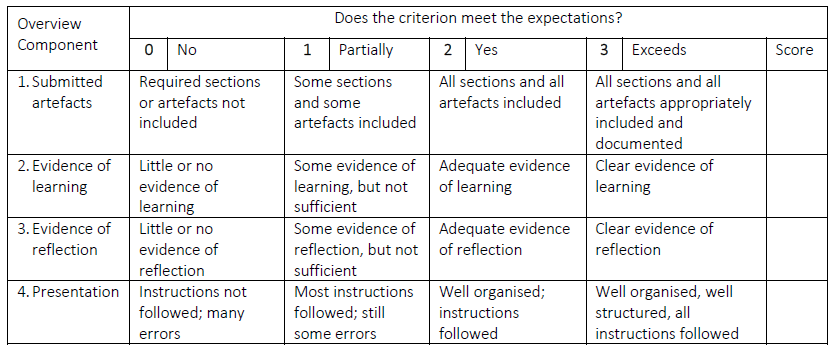 Overview Component
Does the criterion meet the expectations?
0 No 1 Partially 2 Yes 3 Exceeds Score
1. Submitted artefacts
Required sections
or artefacts not
included
Some sections
and some
artefacts included
All sections and all
artefacts included
All sections and all
artefacts appropriately
included and
documented
2. Evidence of
learning
Little or no
evidence of
learning
Some evidence of
learning, but not
sufficient
Adequate evidence
of learning
Clear evidence of
learning
3. Evidence of
reflection
Little or no
evidence of
reflection
Some evidence of
reflection, but not
sufficient
Adequate evidence
of reflection
Clear evidence of
reflection
4. Presentation
Instructions not
followed; many
errors
Most instructions
followed; still
some errors
Well organised;
instructions
followed
Well organised, well
structured, all
instructions followed